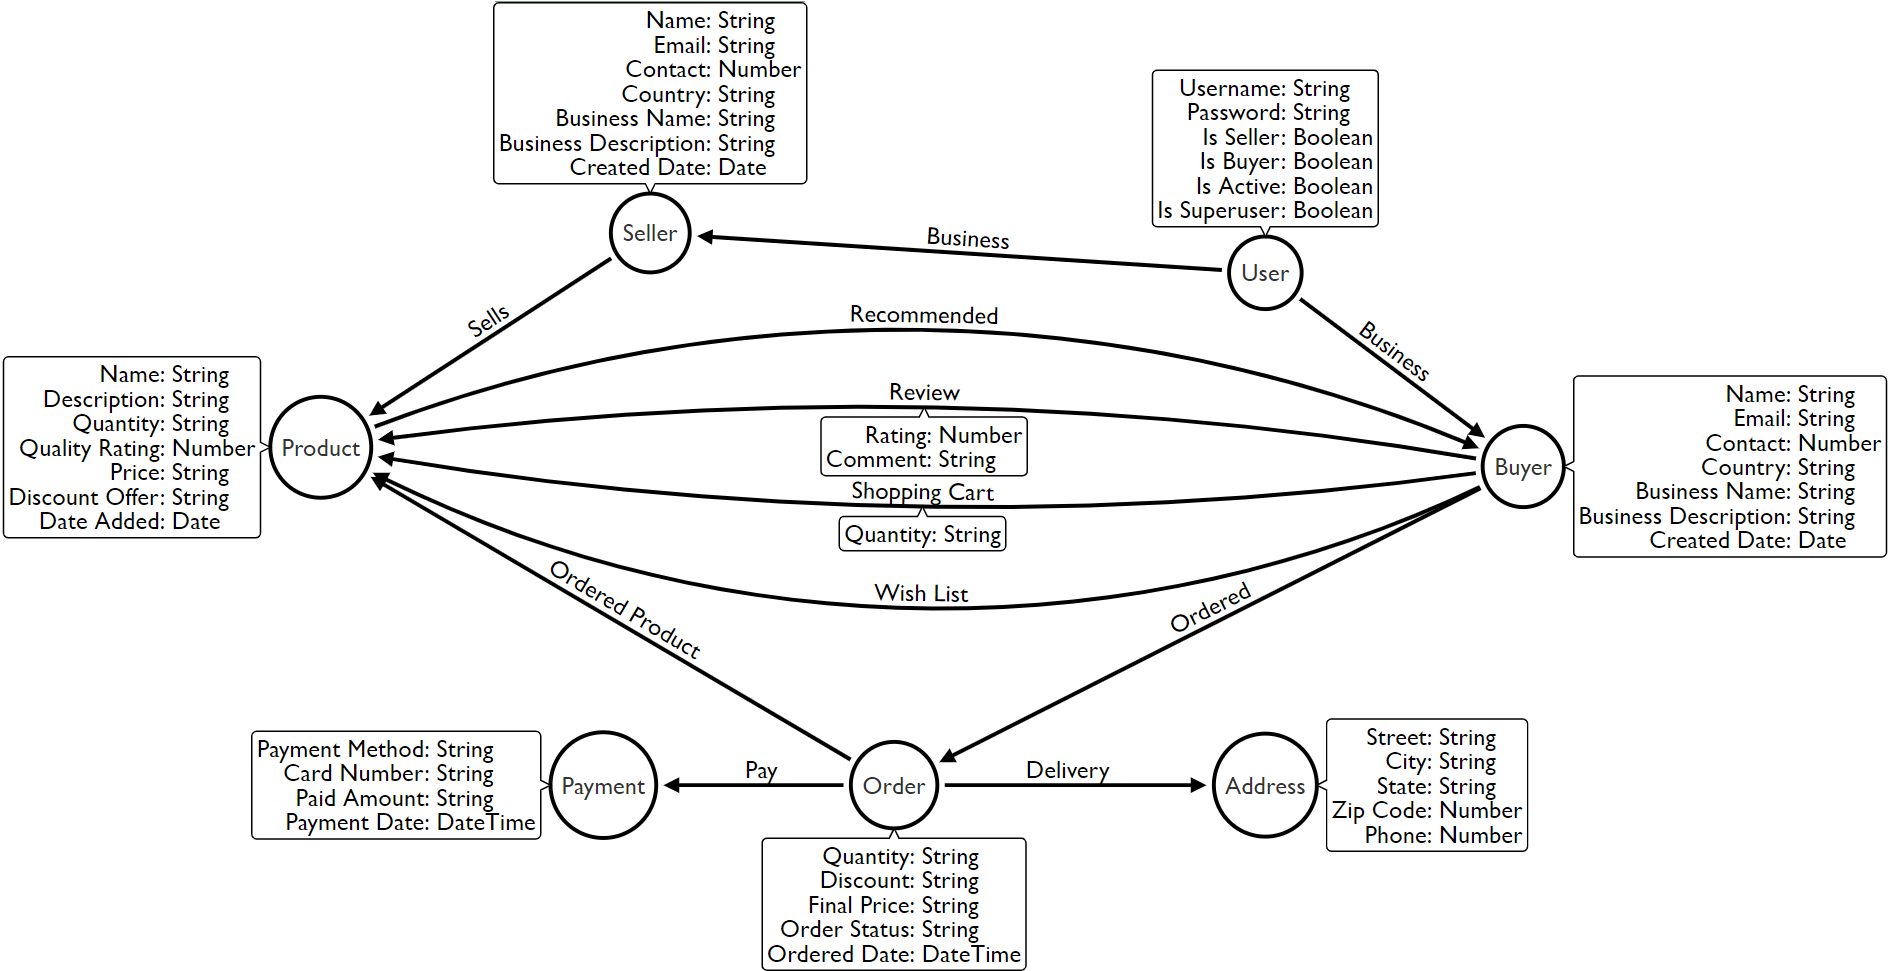 Name: String
Email: String
Contact: Number
Country: String
Business Name: String
Business Description: String
Created Date: Date
Seller
Username: String
Password: String
Is Seller: Boolean
Is Buyer: Boolean
Is Active: Boolean
Is Superuser: Boolean
User
Business
Business
Sells
Recommended
Name: String
Description: String
Quantity: String
Quality Rating: Number
Price: String
Discount Offer: String
Date Added: Date
Product
Review
Rating: Number
Comment: String
Shopping Cart
Quantity: String
Wish List
Buyer
Name: String
Email: String
Contact: Number
Country: String
Business Name: String
Business Description: String
Created Date: Date
Ordered Product
Ordered
Payment Method: String
Card Number: String
Paid Amount: String
Payment Date: DateTime
Payment
Pay
Order
Delivery
Address
Street: String
City: String
State: String
Zip Code: Number
Phone: Number
Quantity: String
Discount: String
Final Price: String
Order Status: String
Ordered Date: DateTime